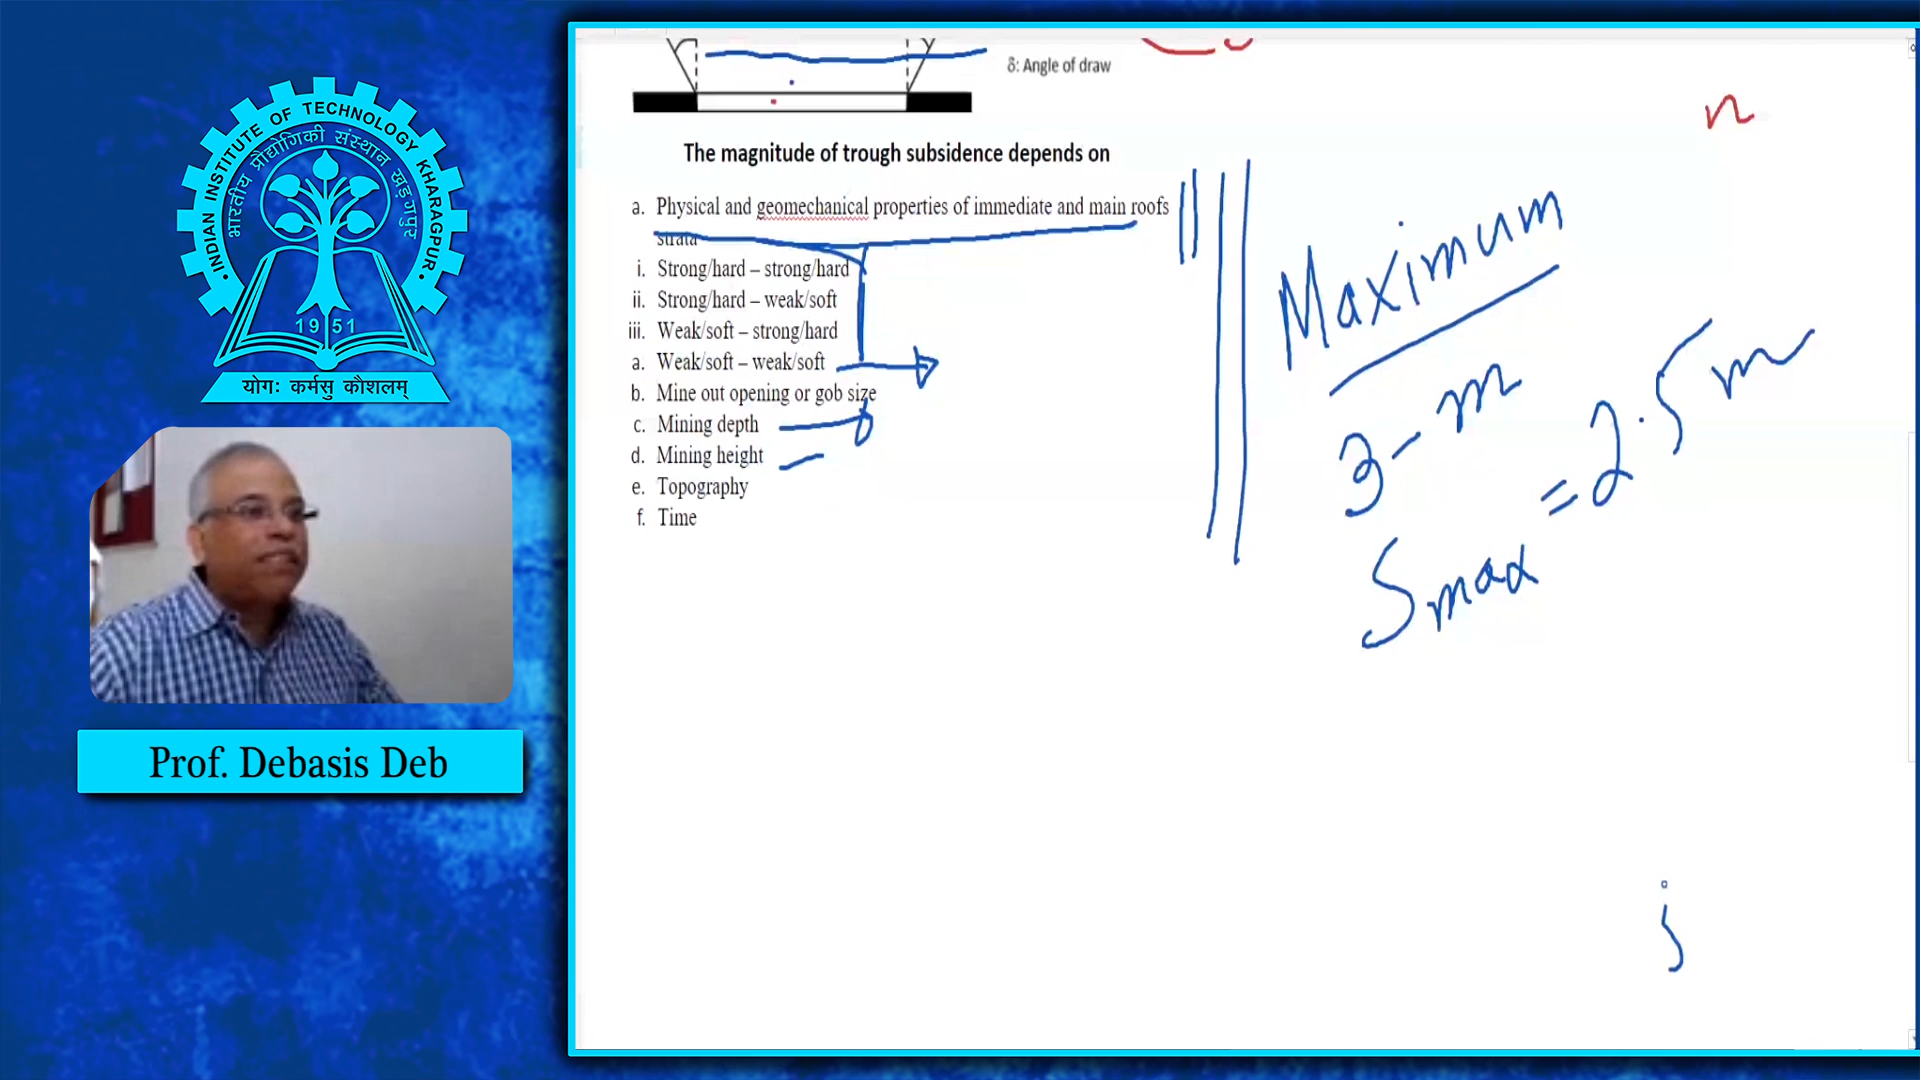 INDIAN INSTITUTE OF TECHNOLOGY KHARAGPUR
भारतीय प्रौद्योगिकी संस्थान खड़गपुर
1951
योगः कर्मसु कौशलम्
Prof. Debasis Deb
δ: Angle of draw
n
The magnitude of trough subsidence depends on
a. Physical and geomechanical properties of immediate and main roofs
strata
i. Strong/hard – strong/hard
ii. Strong/hard – weak/soft
iii. Weak/soft – strong/hard
a. Weak/soft – weak/soft
b. Mine out opening or gob size
c. Mining depth
d. Mining height
e. Topography
f. Time
Maximum
3-m
Smax = 2.5 m